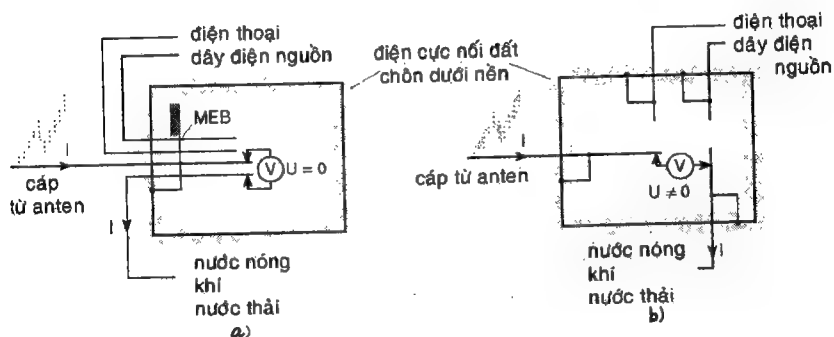 điện thoại
dây điện nguồn
MEB
I
V
U = 0
cáp
từ anten
I
nước nóng
khí
nước thải
a)
điện cực nối đất
chôn dưới nền
điện thoại
dây điện
nguồn
I
cáp từ anten
V
U ≠ 0
I
nước nóng
khí
nước thải
b)